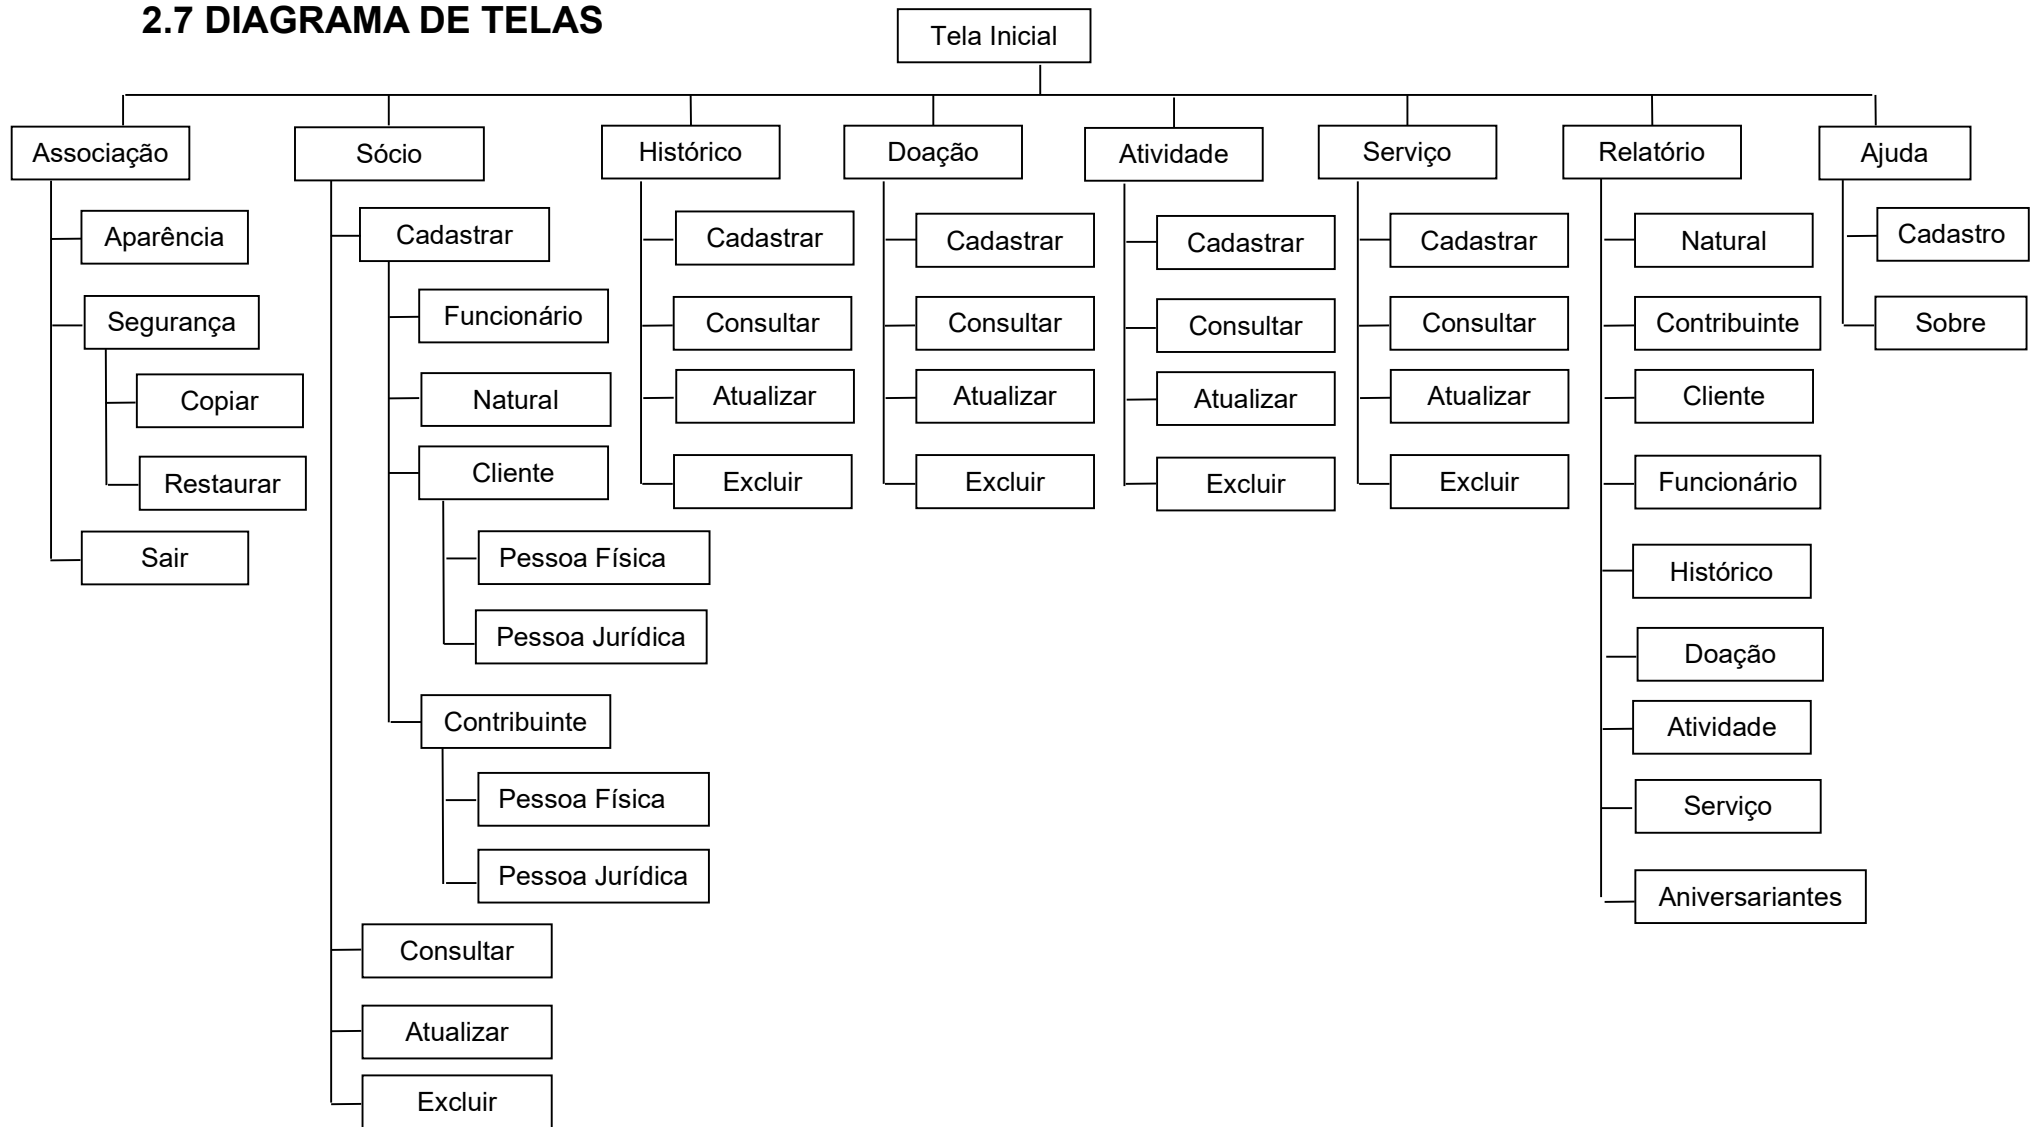 2.7 DIAGRAMA DE TELAS
Tela Inicial
Associação
Aparência
Segurança
Copiar
Restaurar
Sair
Sócio
Cadastrar
Funcionário
Natural
Cliente
Pessoa Física
Pessoa Jurídica
Contribuinte
Pessoa Física
Pessoa Jurídica
Consultar
Atualizar
Excluir
Histórico
Cadastrar
Consultar
Atualizar
Excluir
Doação
Cadastrar
Consultar
Atualizar
Excluir
Atividade
Cadastrar
Consultar
Atualizar
Excluir
Serviço
Cadastrar
Consultar
Atualizar
Excluir
Relatório
Natural
Contribuinte
Cliente
Funcionário
Histórico
Doação
Atividade
Serviço
Aniversariantes
Ajuda
Cadastro
Sobre